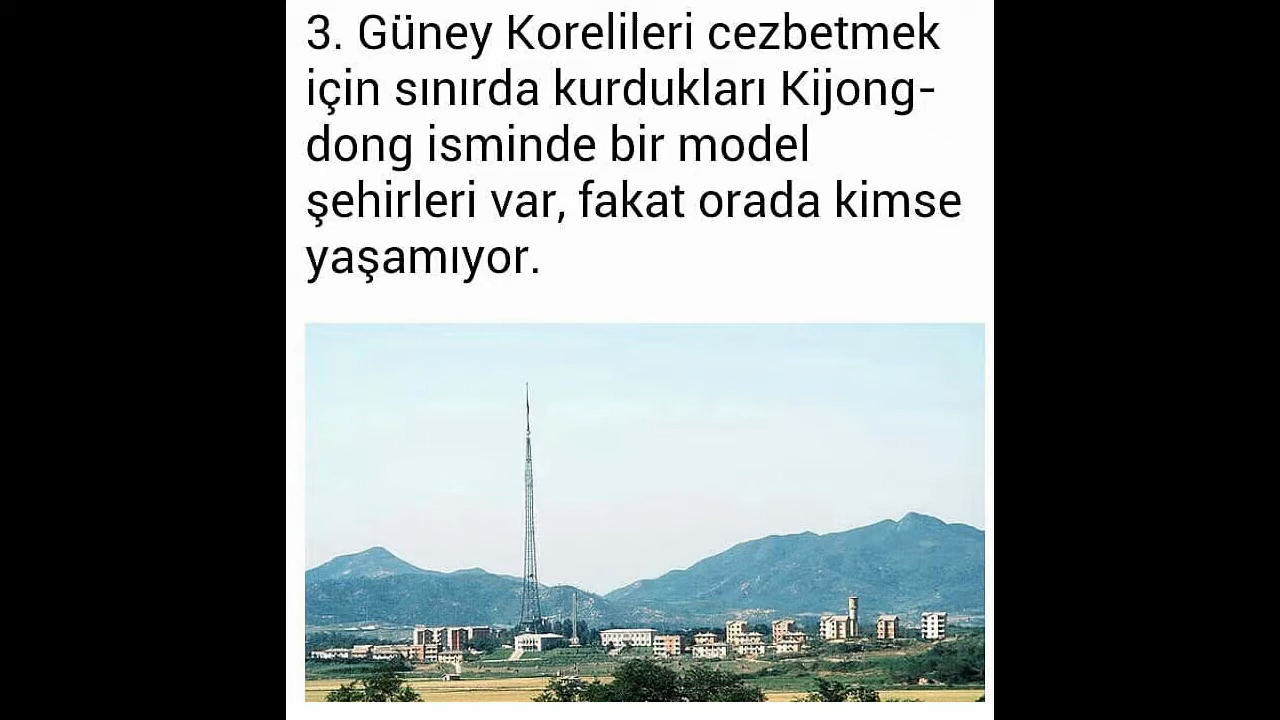 3. Güney Korelileri cezbetmek
için sınırda kurdukları Kijong-
dong isminde bir model
şehirleri var, fakat orada kimse
yaşamıyor.